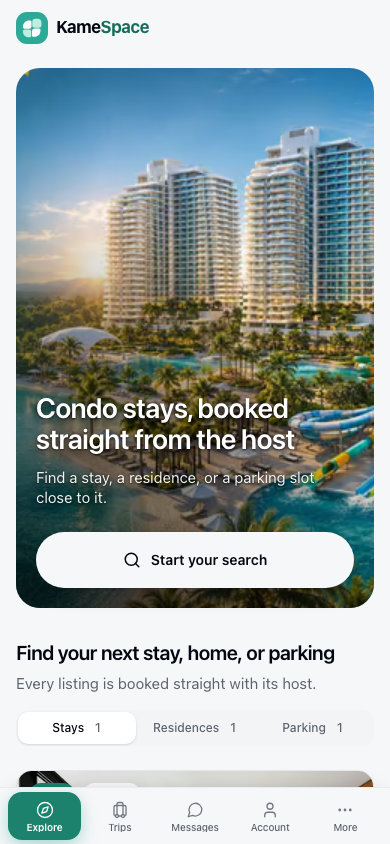 KameSpace
Condo stays, booked
straight from the host
Find a stay, a residence, or a parking slot
close to it.
Start your search
Find your next stay, home, or parking
Every listing is booked straight with its host.
Stays 1 Residences 1 Parking 1
Explore Trips Messages Account More